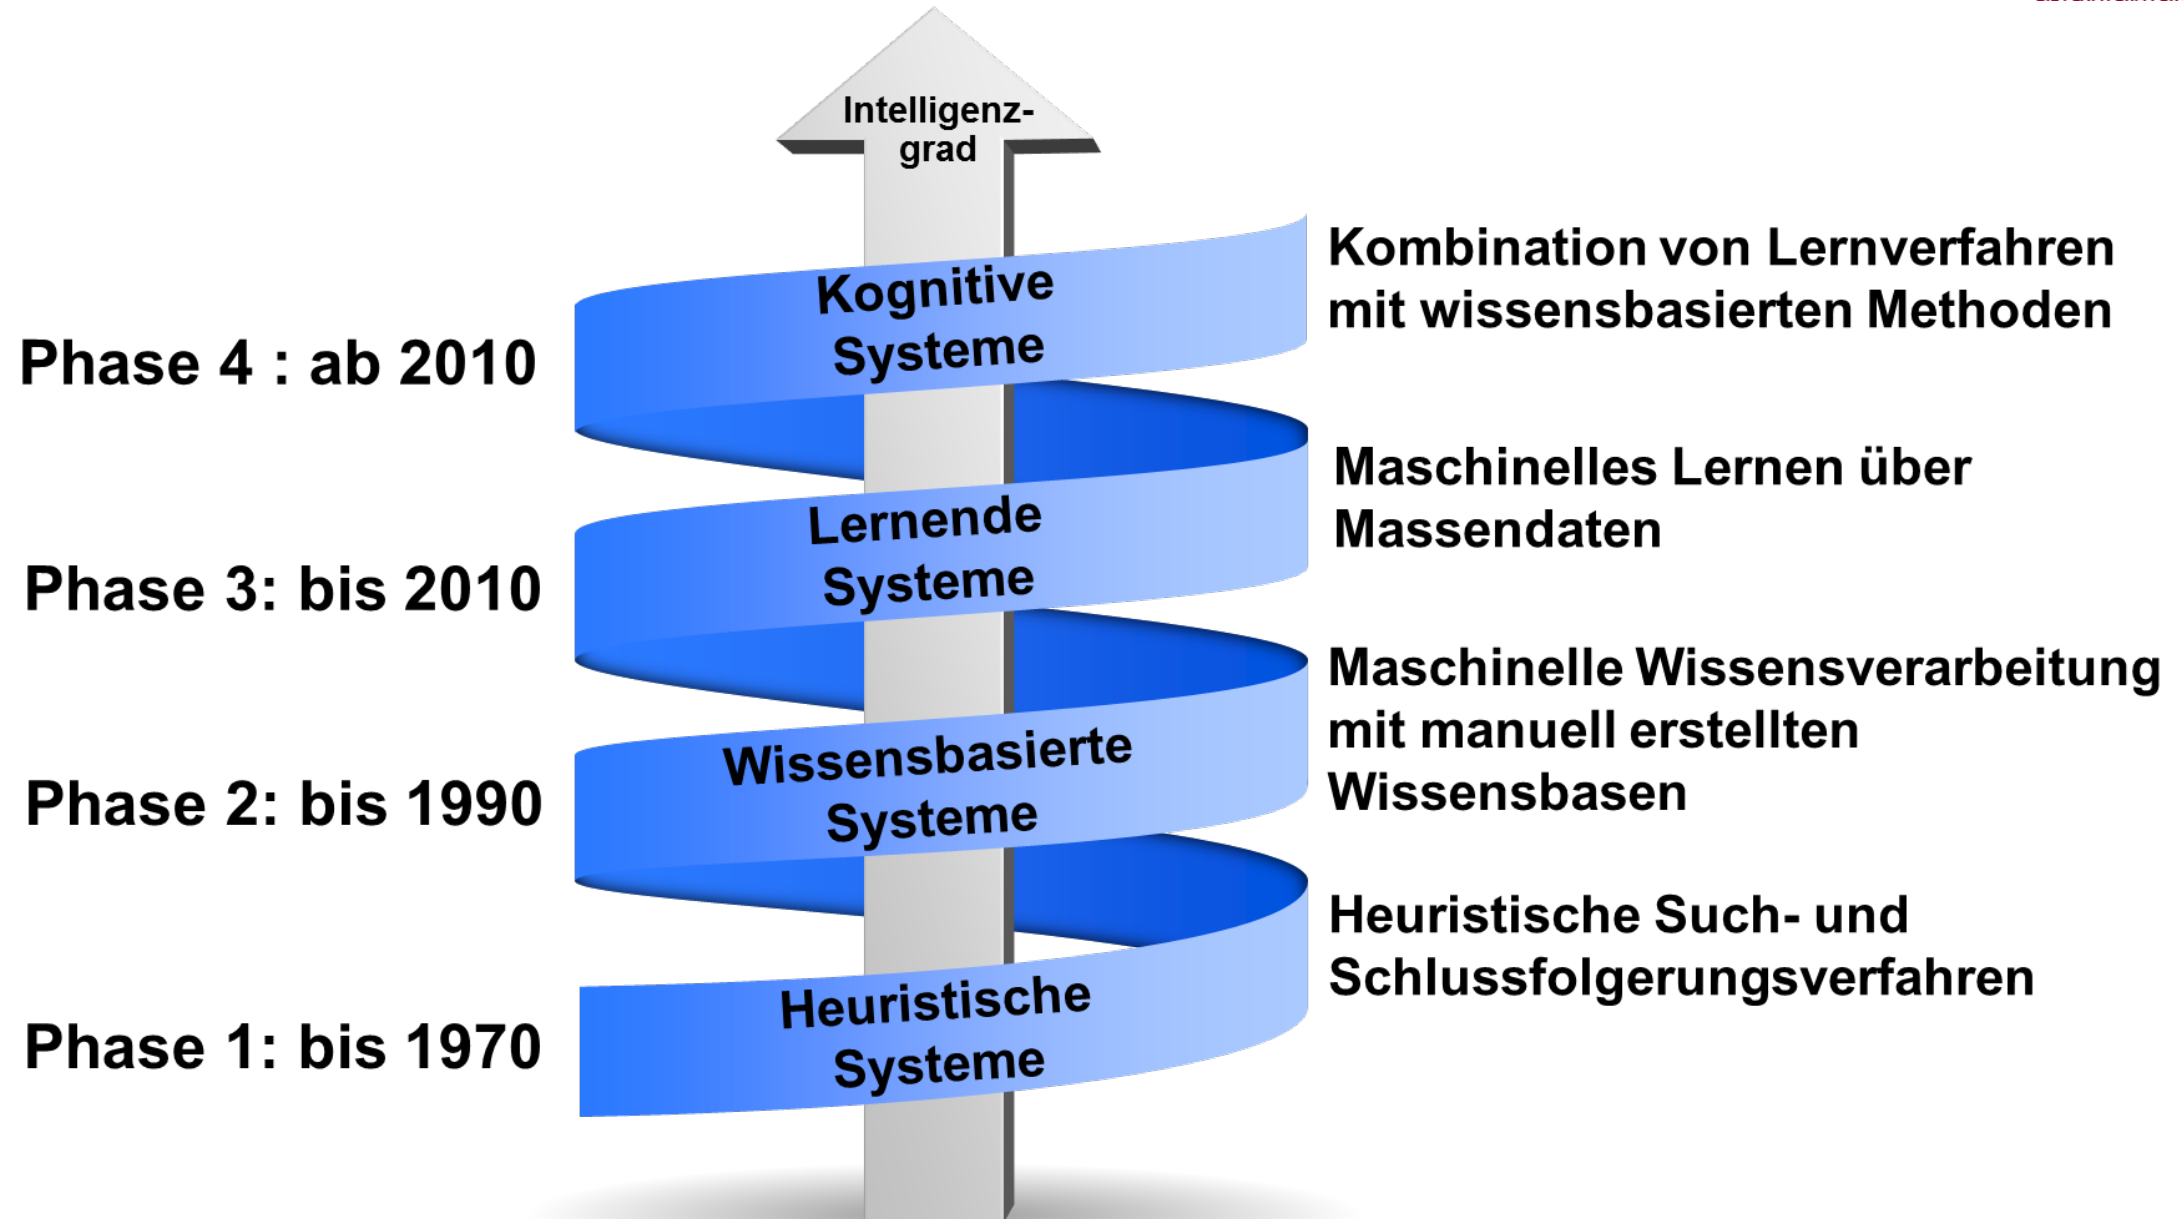 Intelligenz-
grad
Phase 4 : ab 2010
Kognitive
Systeme
Kombination von Lernverfahren
mit wissensbasierten Methoden
Phase 3: bis 2010
Lernende
Systeme
Maschinelles Lernen über
Massendaten
Phase 2: bis 1990
Wissensbasierte
Systeme
Maschinelle Wissensverarbeitung
mit manuell erstellten
Wissensbasen
Phase 1: bis 1970
Heuristische
Systeme
Heuristische Such- und
Schlussfolgerungsverfahren